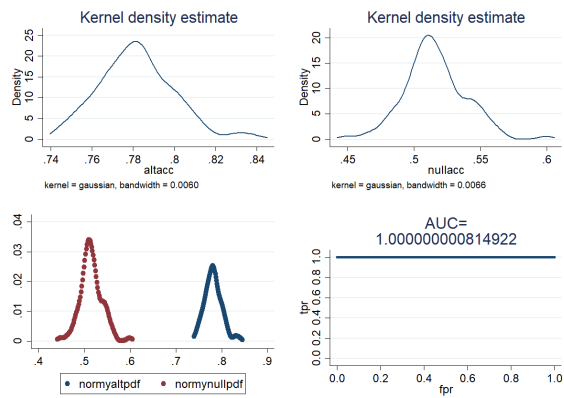 Kernel density estimate
Density
0 5 10 15 20 25
.74 .76 .78 .8 .82 .84
altacc
kernel = gaussian, bandwidth = 0.0060
Kernel density estimate
Density
0 5 10 15 20
.45 .5 .55 .6
nullacc
kernel = gaussian, bandwidth = 0.0066
0 .01 .02 .03 .04
.4 .5 .6 .7 .8 .9
normyaltpdf normynullpdf
AUC=
1.000000000814922
tpr
0.0 0.2 0.4 0.6 0.8 1.0
0.0 0.2 0.4 0.6 0.8 1.0
fpr